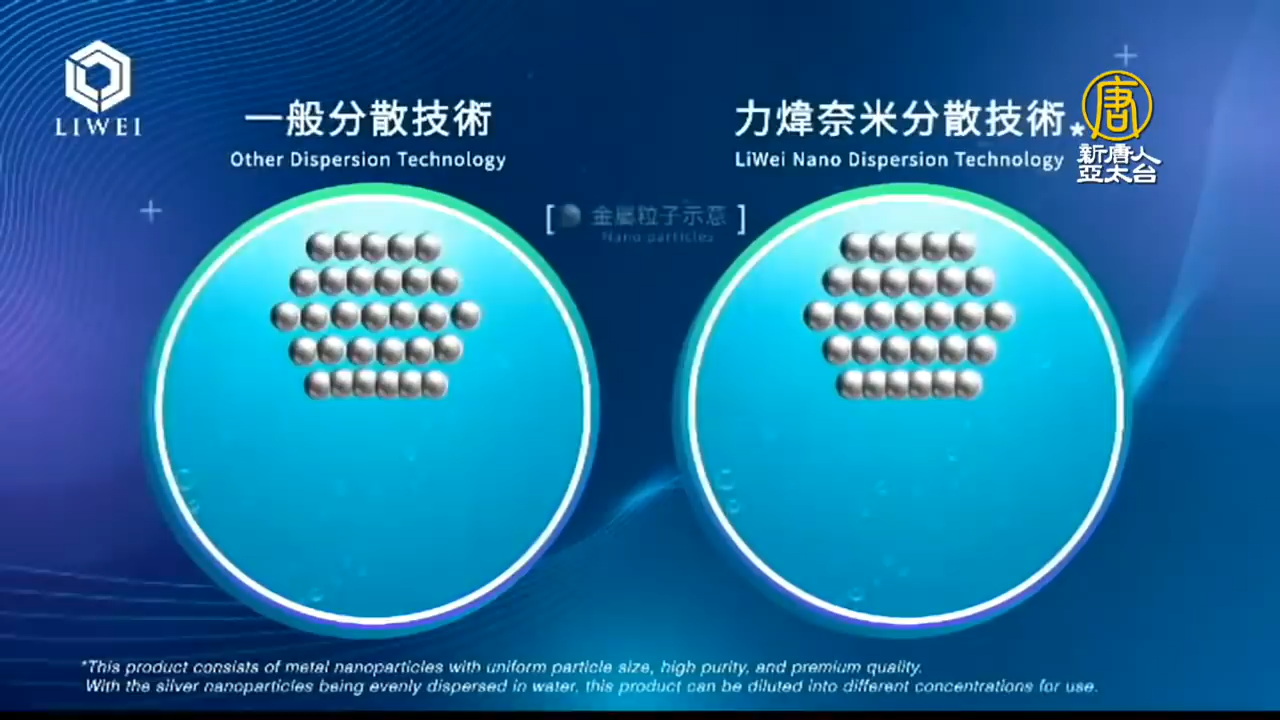 LIWEI
一般分散技術
Other Dispersion Technology
力煒奈米分散技術*
LiWei Nano Dispersion Technology
唐
新唐人
亞太台
[ 金屬粒子示意 ]
Nano particles
*This product consists of metal nanoparticles with uniform particle size, high purity, and premium quality.
With the silver nanoparticles being evenly dispersed in water, this product can be diluted into different concentrations for use.